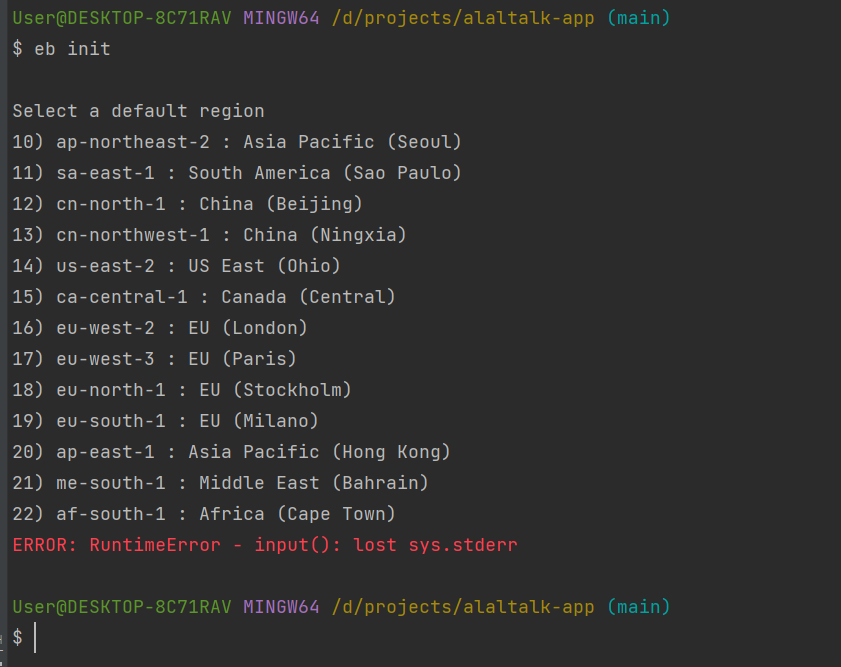 User@DESKTOP-8C71RAV MINGW64 /d/projects/alaltalk-app (main)
$ eb init
Select a default region
10) ap-northeast-2 : Asia Pacific (Seoul)
11) sa-east-1 : South America (Sao Paulo)
12) cn-north-1 : China (Beijing)
13) cn-northwest-1 : China (Ningxia)
14) us-east-2 : US East (Ohio)
15) ca-central-1 : Canada (Central)
16) eu-west-2 : EU (London)
17) eu-west-3 : EU (Paris)
18) eu-north-1 : EU (Stockholm)
19) eu-south-1 : EU (Milano)
20) ap-east-1 : Asia Pacific (Hong Kong)
21) me-south-1 : Middle East (Bahrain)
22) af-south-1 : Africa (Cape Town)
ERROR: RuntimeError - input(): lost sys.stderr
User@DESKTOP-8C71RAV MINGW64 /d/projects/alaltalk-app (main)
$